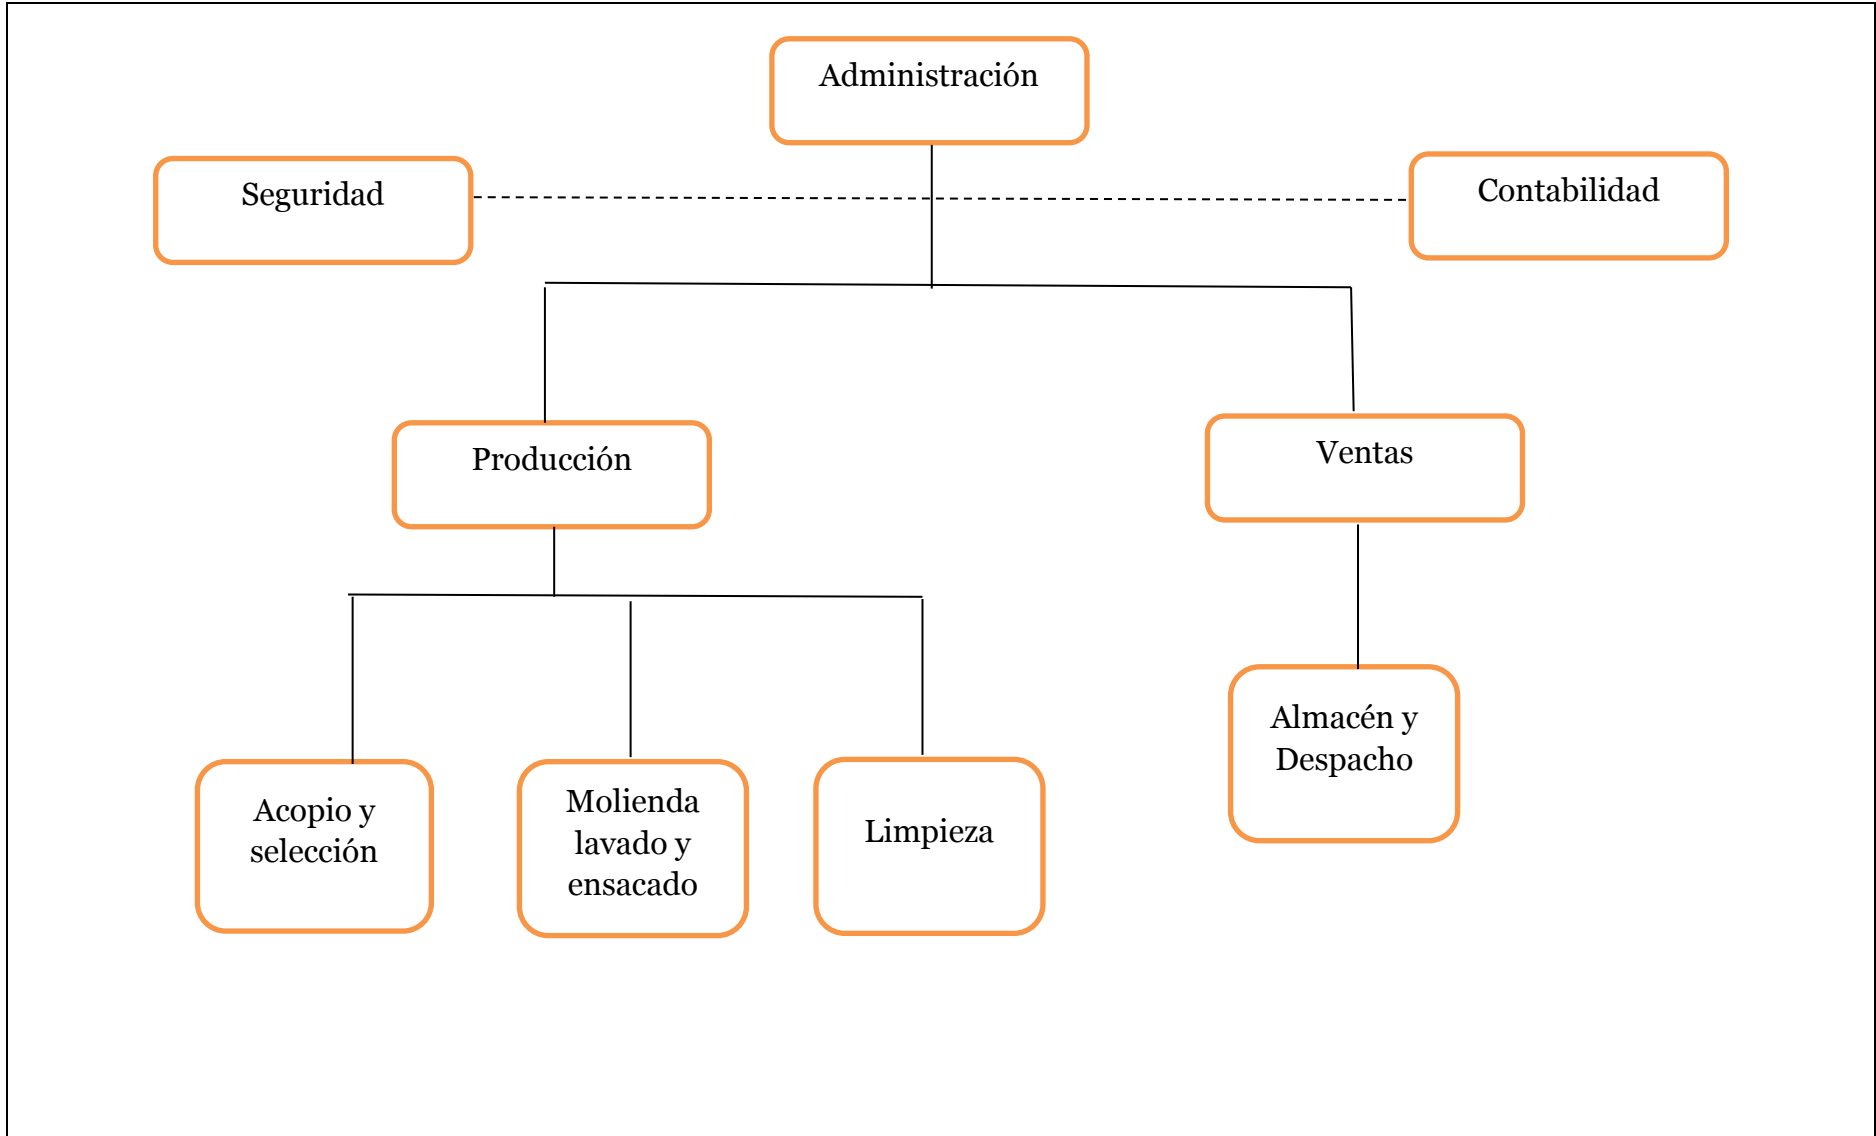 Administración
Seguridad
Contabilidad
Producción
Ventas
Acopio y
selección
Molienda
lavado y
ensacado
Limpieza
Almacén y
Despacho